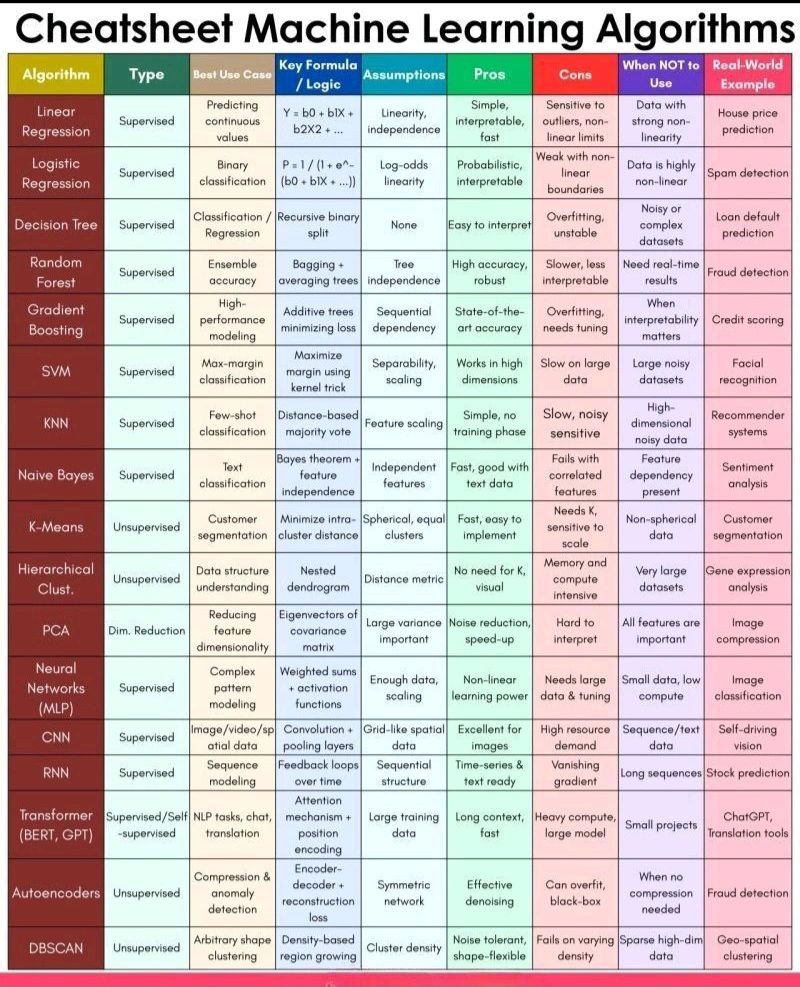 Cheatsheet Machine Learning Algorithms
Algorithm
Type
Best Use Case
Key Formula
/ Logic
Assumptions
Pros
Cons
When NOT to
Use
Real-World
Example
Linear
Regression
Supervised
Predicting
continuous
values
Y = b0 + b1X +
b2X2 + ...
Linearity,
independence
Simple,
interpretable,
fast
Sensitive to
outliers, non-
linear limits
Data with
strong non-
linearity
House price
prediction
Logistic
Regression
Supervised
Binary
classification
P = 1 / (1 + e^-
(b0 + b1X + ...))
Log-odds
linearity
Probabilistic,
interpretable
Weak with non-
linear
boundaries
Data is highly
non-linear
Spam detection
Decision Tree
Supervised
Classification /
Regression
Recursive binary
split
None
Easy to interpret
Overfitting,
unstable
Noisy or
complex
datasets
Loan default
prediction
Random
Forest
Supervised
Ensemble
accuracy
Bagging +
averaging trees
Tree
independence
High accuracy,
robust
Slower, less
interpretable
Need real-time
results
Fraud detection
Gradient
Boosting
Supervised
High-
performance
modeling
Additive trees
minimizing loss
Sequential
dependency
State-of-the-
art accuracy
Overfitting,
needs tuning
When
interpretability
matters
Credit scoring
SVM
Supervised
Max-margin
classification
Maximize
margin using
kernel trick
Separability,
scaling
Works in high
dimensions
Slow on large
data
Large noisy
datasets
Facial
recognition
KNN
Supervised
Few-shot
classification
Distance-based
majority vote
Feature scaling
Simple, no
training phase
Slow, noisy
sensitive
High-
dimensional
noisy data
Recommender
systems
Naive Bayes
Supervised
Text
classification
Bayes theorem +
feature
independence
Independent
features
Fast, good with
text data
Fails with
correlated
features
Feature
dependency
present
Sentiment
analysis
K-Means
Unsupervised
Customer
segmentation
Minimize intra-
cluster distance
Spherical, equal
clusters
Fast, easy to
implement
Needs K,
sensitive to
scale
Non-spherical
data
Customer
segmentation
Hierarchical
Clust.
Unsupervised
Data structure
understanding
Nested
dendrogram
Distance metric
No need for K,
visual
Memory and
compute
intensive
Very large
datasets
Gene expression
analysis
PCA
Dim. Reduction
Reducing
feature
dimensionality
Eigenvectors of
covariance
matrix
Large variance
important
Noise reduction,
speed-up
Hard to
interpret
All features are
important
Image
compression
Neural
Networks
(MLP)
Supervised
Complex
pattern
modeling
Weighted sums
+ activation
functions
Enough data,
scaling
Non-linear
learning power
Needs large
data & tuning
Small data, low
compute
Image
classification
CNN
Supervised
Image/video/sp
atial data
Convolution +
pooling layers
Grid-like spatial
data
Excellent for
images
High resource
demand
Sequence/text
data
Self-driving
vision
RNN
Supervised
Sequence
modeling
Feedback loops
over time
Sequential
structure
Time-series &
text ready
Vanishing
gradient
Long sequences
Stock prediction
Transformer
(BERT, GPT)
Supervised/Self
-supervised
NLP tasks, chat,
translation
Attention
mechanism +
position
encoding
Large training
data
Long context,
fast
Heavy compute,
large model
Small projects
ChatGPT,
Translation tools
Autoencoders
Unsupervised
Compression &
anomaly
detection
Encoder-
decoder +
reconstruction
loss
Symmetric
network
Effective
denoising
Can overfit,
black-box
When no
compression
needed
Fraud detection
DBSCAN
Unsupervised
Arbitrary shape
clustering
Density-based
region growing
Cluster density
Noise tolerant,
shape-flexible
Fails on varying
density
Sparse high-dim
data
Geo-spatial
clustering